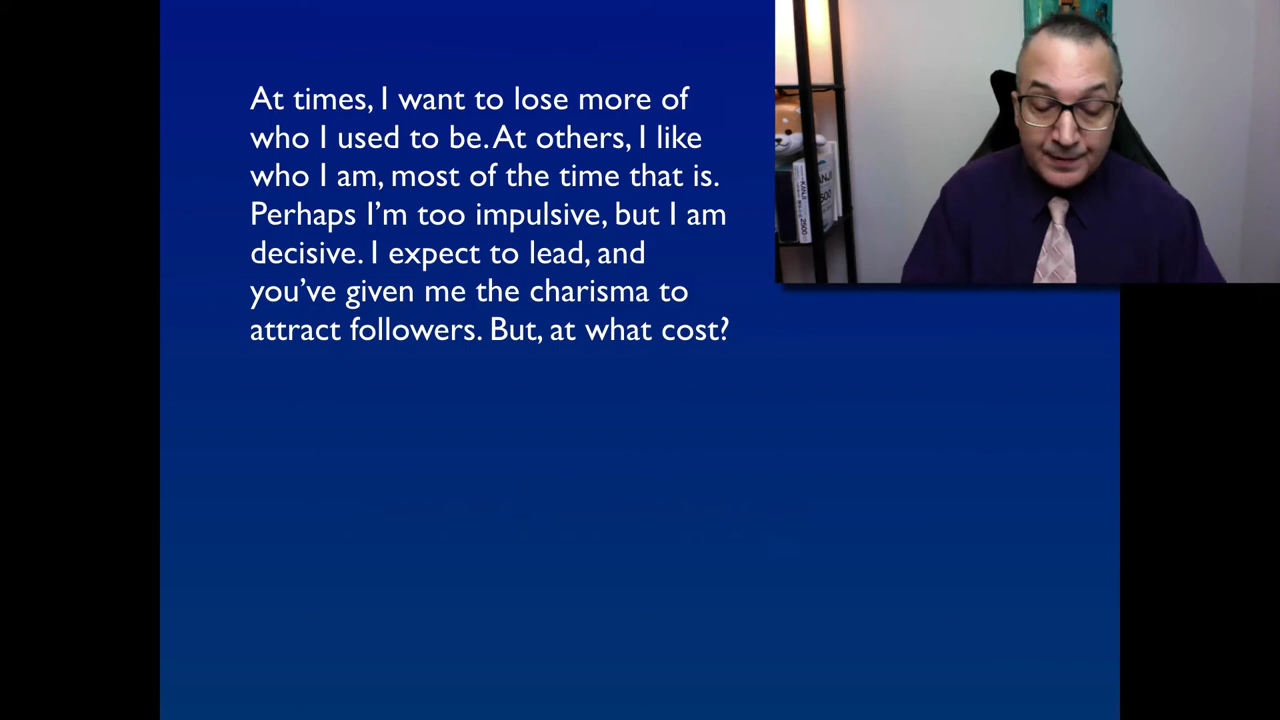 At times, I want to lose more of
who I used to be. At others, I like
who I am, most of the time that is.
Perhaps I’m too impulsive, but I am
decisive. I expect to lead, and
you’ve given me the charisma to
attract followers. But, at what cost?
KANJI
2500